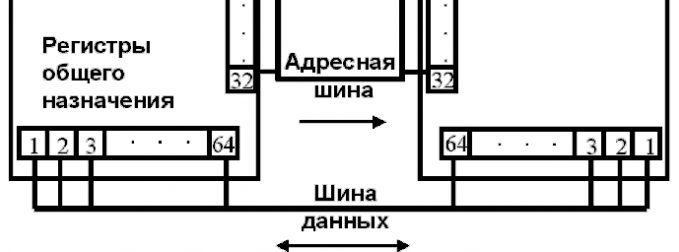 Регистры
общего
назначения
32
Адресная
шина
32
1 2 3 . . . 64
64 . . . 3 2 1
Шина
данных